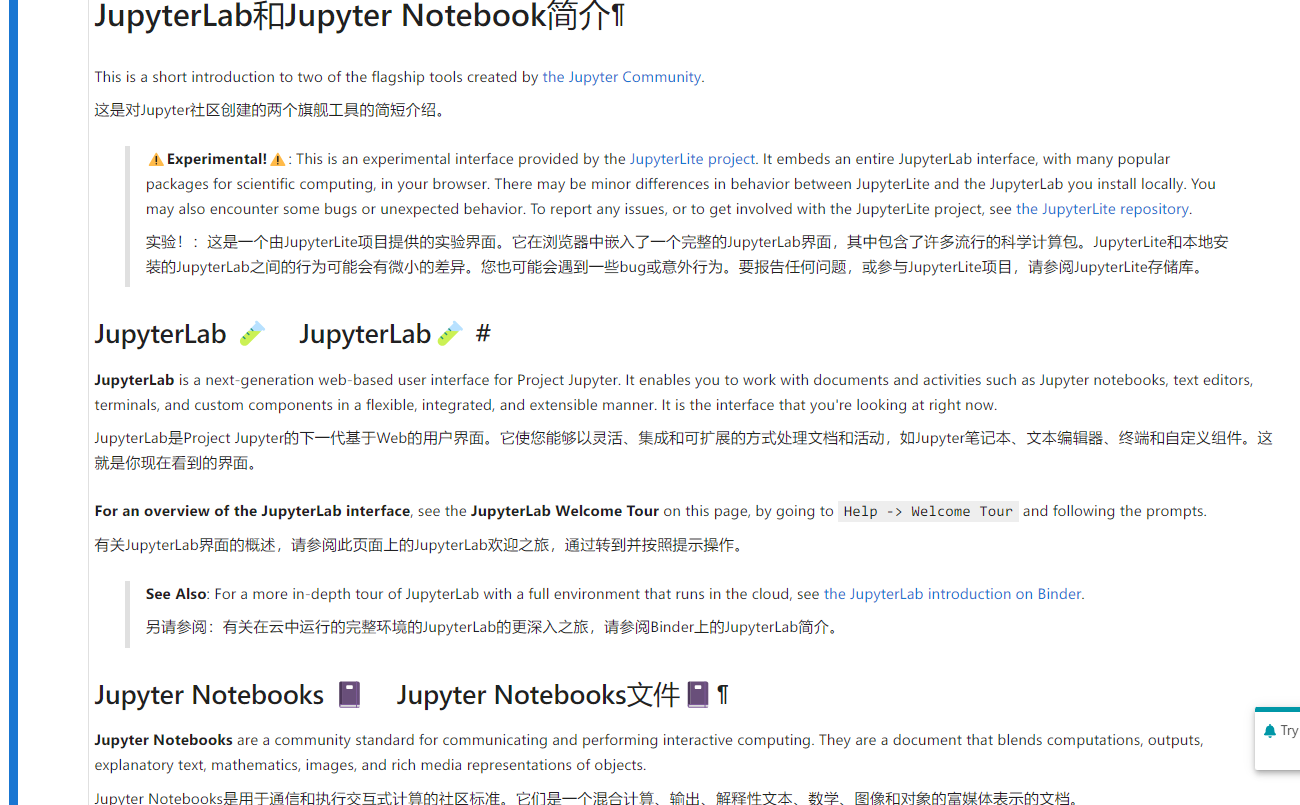 JupyterLab和Jupyter Notebook简介¶
This is a short introduction to two of the flagship tools created by the Jupyter Community.
这是对Jupyter社区创建的两个旗舰工具的简短介绍。
⚠️Experimental!⚠️: This is an experimental interface provided by the JupyterLite project. It embeds an entire JupyterLab interface, with many popular
packages for scientific computing, in your browser. There may be minor differences in behavior between JupyterLite and the JupyterLab you install locally. You
may also encounter some bugs or unexpected behavior. To report any issues, or to get involved with the JupyterLite project, see the JupyterLite repository.
实验！：这是一个由JupyterLite项目提供的实验界面。它在浏览器中嵌入了一个完整的JupyterLab界面，其中包含了许多流行的科学计算包。JupyterLite和本地安
装的JupyterLab之间的行为可能会有微小的差异。您也可能会遇到一些bug或意外行为。要报告任何问题，或参与JupyterLite项目，请参阅JupyterLite存储库。
JupyterLab 🧪 JupyterLab🧪 #
JupyterLab is a next-generation web-based user interface for Project Jupyter. It enables you to work with documents and activities such as Jupyter notebooks, text editors,
terminals, and custom components in a flexible, integrated, and extensible manner. It is the interface that you're looking at right now.
JupyterLab是Project Jupyter的下一代基于Web的用户界面。它使您能够以灵活、集成和可扩展的方式处理文档和活动，如Jupyter笔记本、文本编辑器、终端和自定义组件。这
就是你现在看到的界面。
For an overview of the JupyterLab interface, see the JupyterLab Welcome Tour on this page, by going to Help -> Welcome Tour and following the prompts.
有关JupyterLab界面的概述，请参阅此页面上的JupyterLab欢迎之旅，通过转到并按照提示操作。
See Also: For a more in-depth tour of JupyterLab with a full environment that runs in the cloud, see the JupyterLab introduction on Binder.
另请参阅：有关在云中运行的完整环境的JupyterLab的更深入之旅，请参阅Binder上的JupyterLab简介。
Jupyter Notebooks 📓 Jupyter Notebooks文件📓¶
Jupyter Notebooks are a community standard for communicating and performing interactive computing. They are a document that blends computations, outputs,
explanatory text, mathematics, images, and rich media representations of objects.
Try
Jupyter Notebooks是用于通信和执行交互式计算的社区标准。它们是一个混合计算、输出、解释性文本、数学、图像和对象的富媒体表示的文档。